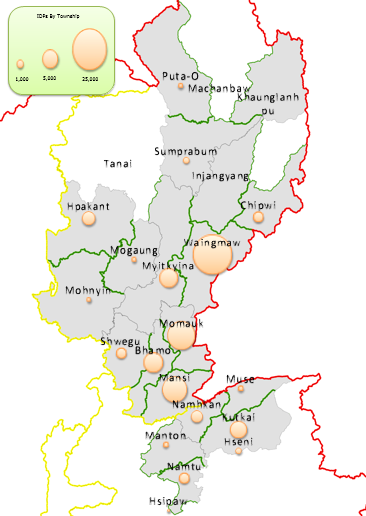 IDPs By Township
1,000
5,000
25,000
Puta-O
Machanbaw
Khaunglanh
pu
Sumprabum
Tanai
Injangyang
Hpakant
Chipwi
Waingmaw
Mogaung
Myitkyina
Mohnyin
Momauk
Shwegu
Bhamo
Mansi
Muse
Namhkan
Kutkai
Manton
Hseni
Namtu
Hsipaw